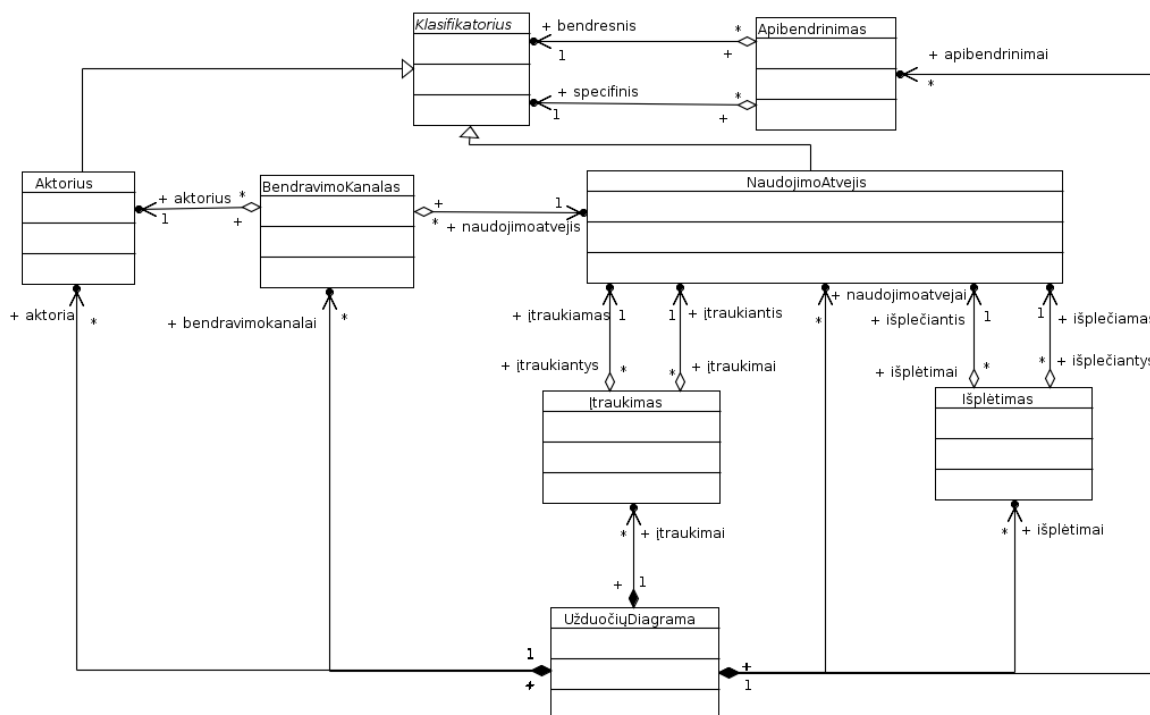 Klasifikatorius
+ bendresnis
*
Apibendrinimas
1
+
+ apibendrinimai
*
+ specifinis
*
1
+
Aktorius
+ aktorius
*
1
+
BendravimoKanalas
+
*
1
+ naudojimoatvejis
NaudojimoAtvejis
+ aktoriai
*
+ bendravimokanalai
*
+ įtraukiamas
1
1
+ įtraukiantis
+ naudojimoatvejai
*
+ išplečiantis
1
1
+ išplečiamas
+ įtraukiantys
*
*
+ įtraukimai
+ išplėtimai
*
*
+ išplečiantys
Įtraukimas
Išplėtimas
*
+ įtraukimai
*
+ išplėtimai
+
1
UžduočiųDiagrama
1
+
+
1